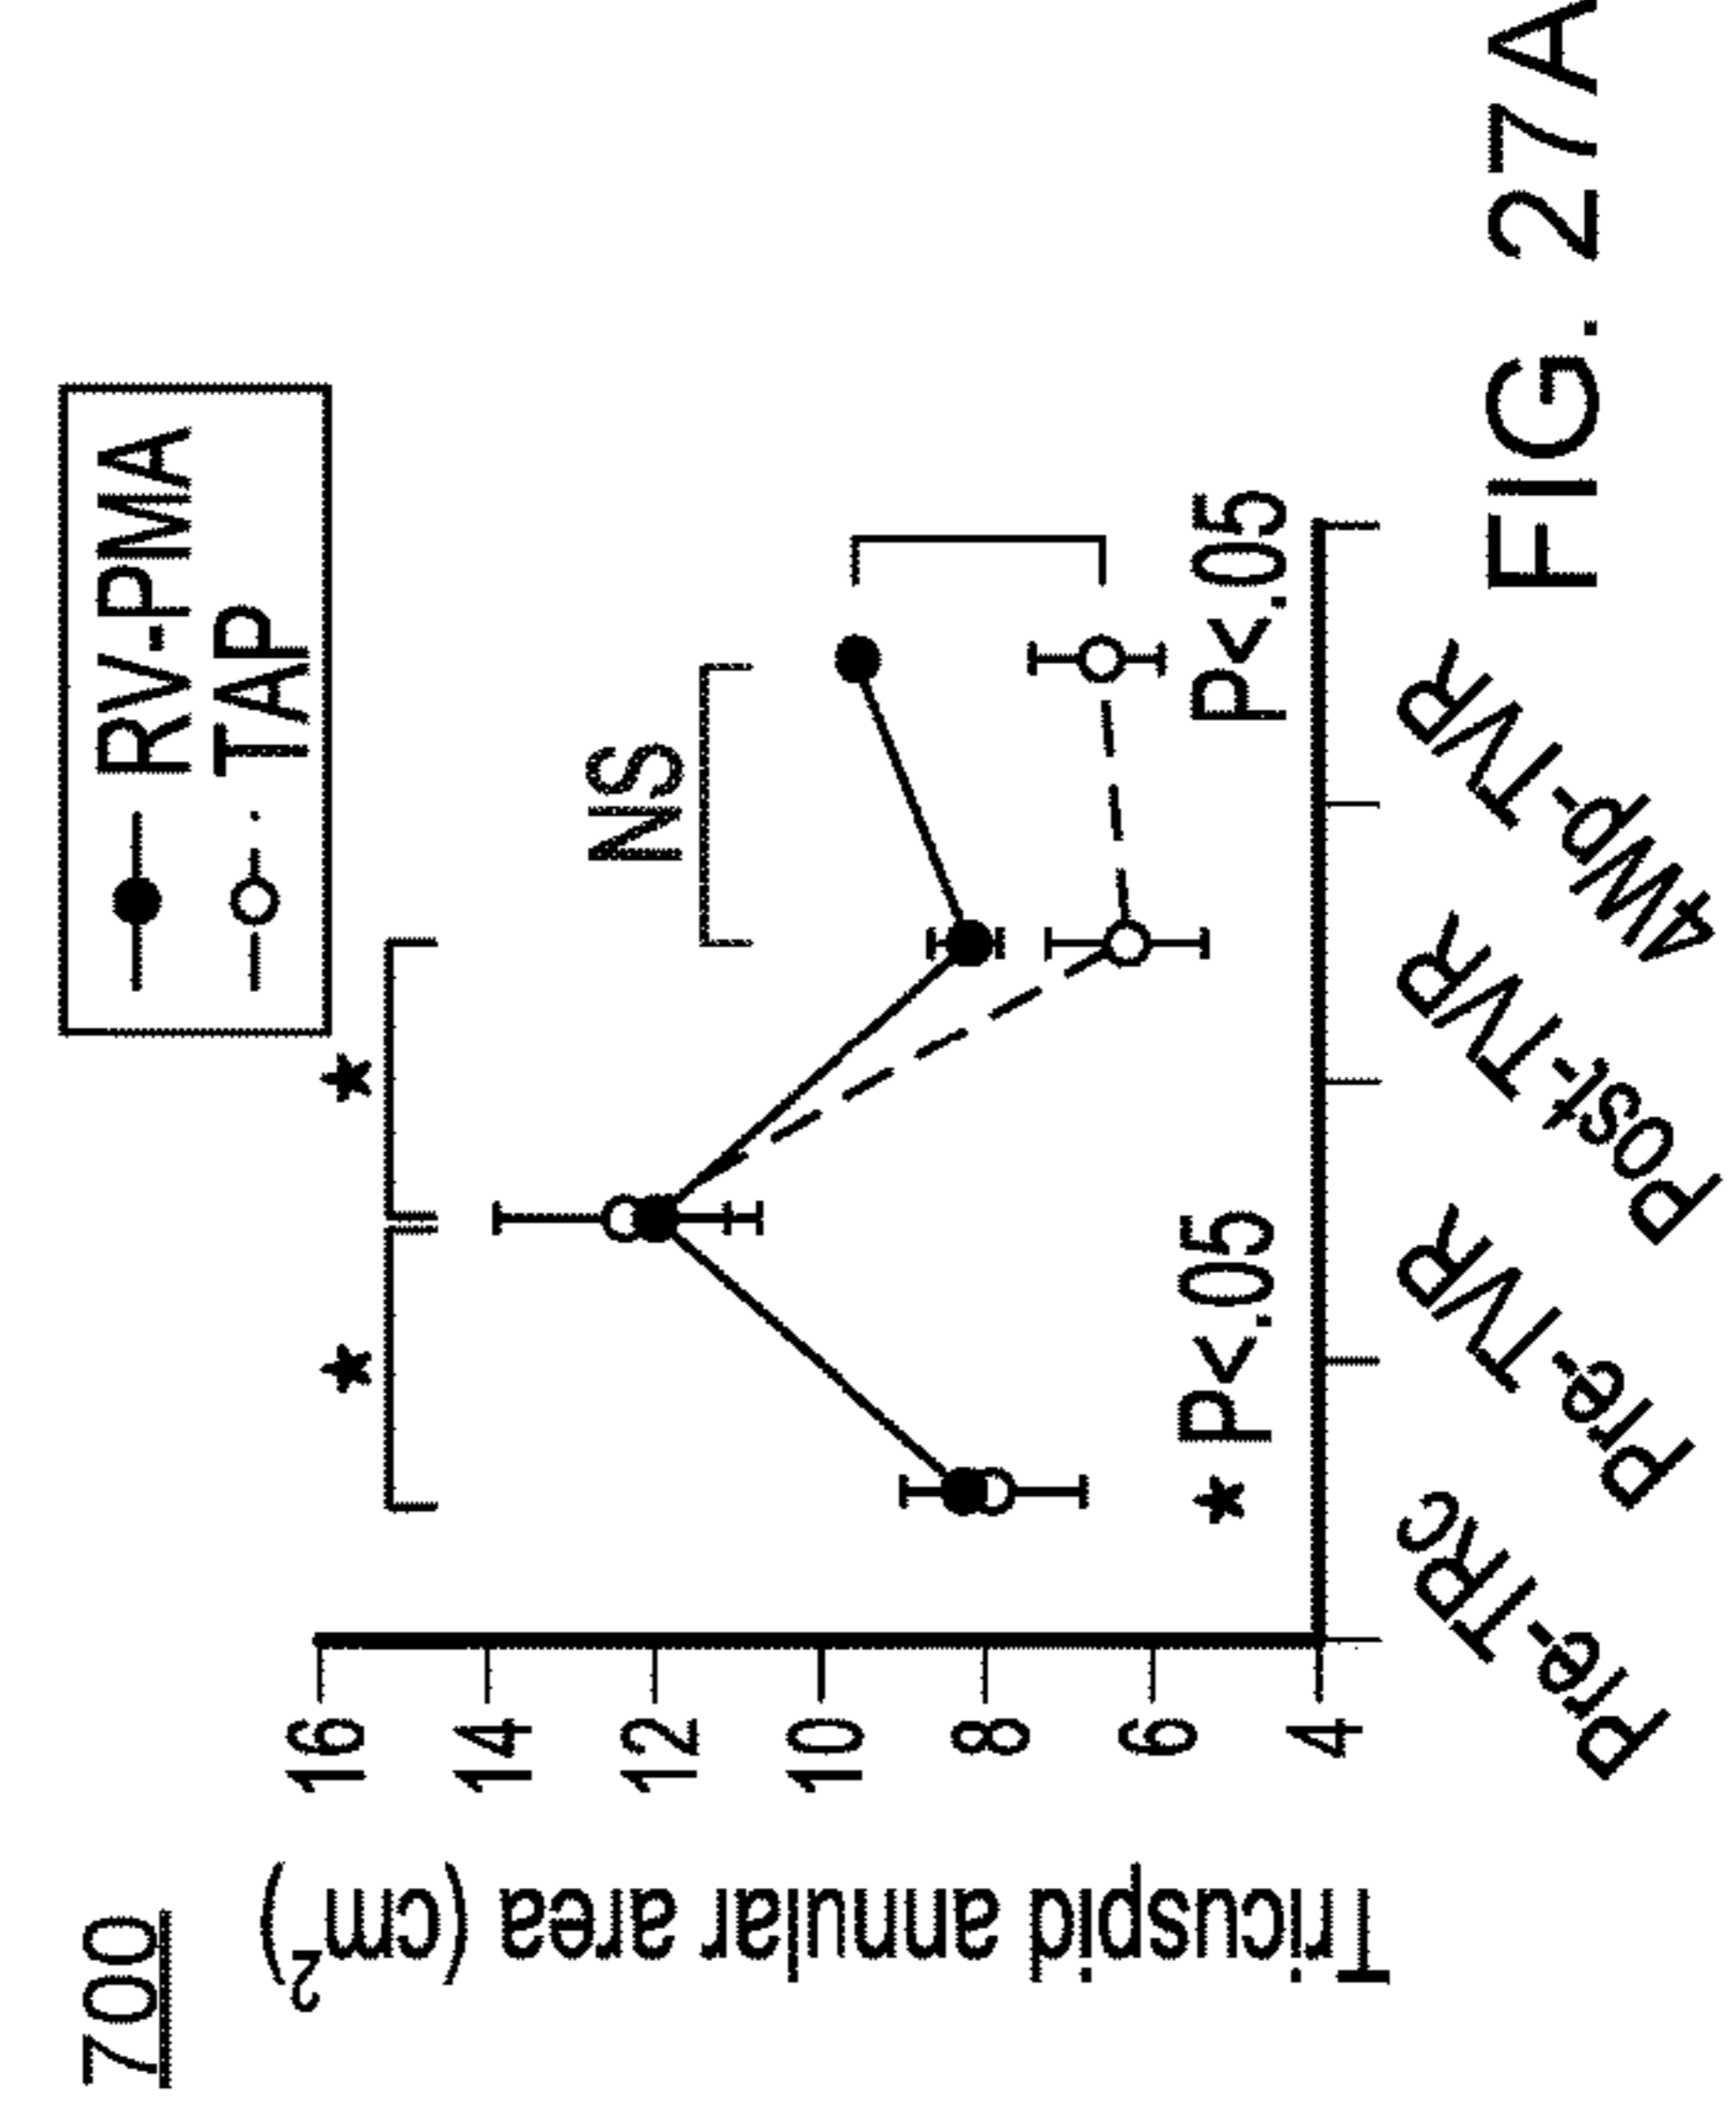 700
RV-PMA
TAP
*
*
NS
16
14
12
10
8
6
4
Tricuspid annular area (cm2)
* P<.05
P<.05
Pre-TRc
Pre-TVR
Post-TVR
4Wp-TVR
FIG. 27A